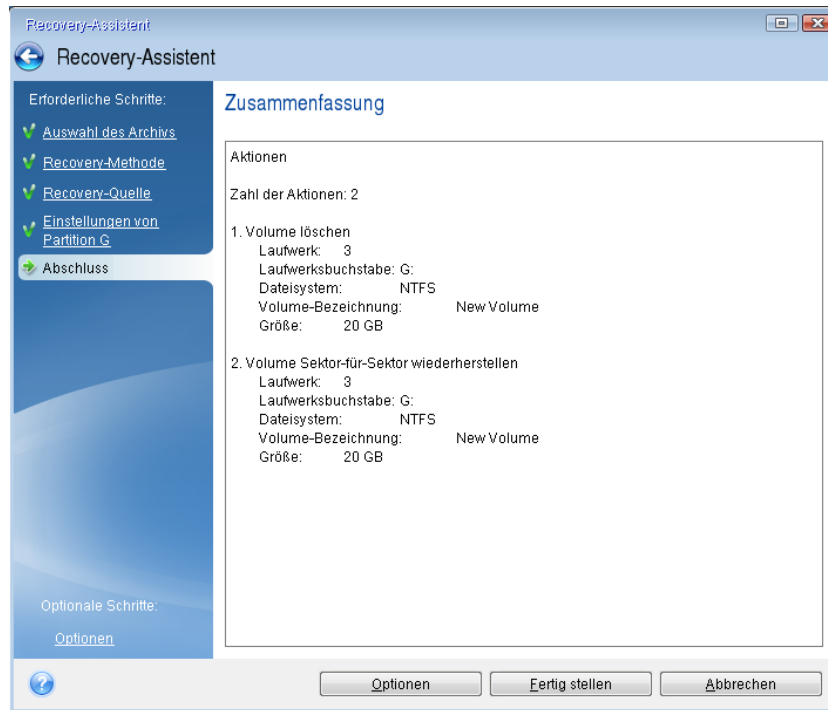 Recovery-Assistent
Recovery-Assistent
Erforderliche Schritte:
Auswahl des Archivs
Recovery-Methode
Recovery-Quelle
Einstellungen von
Partition G
Abschluss
Optionale Schritte:
Optionen
Zusammenfassung
Aktionen
Zahl der Aktionen: 2
1. Volume löschen
Laufwerk: 3
Laufwerksbuchstabe: G:
Dateisystem: NTFS
Volume-Bezeichnung: New Volume
Größe: 20 GB
2. Volume Sektor-für-Sektor wiederherstellen
Laufwerk: 3
Laufwerksbuchstabe: G:
Dateisystem: NTFS
Volume-Bezeichnung: New Volume
Größe: 20 GB
Optionen Fertig stellen Abbrechen